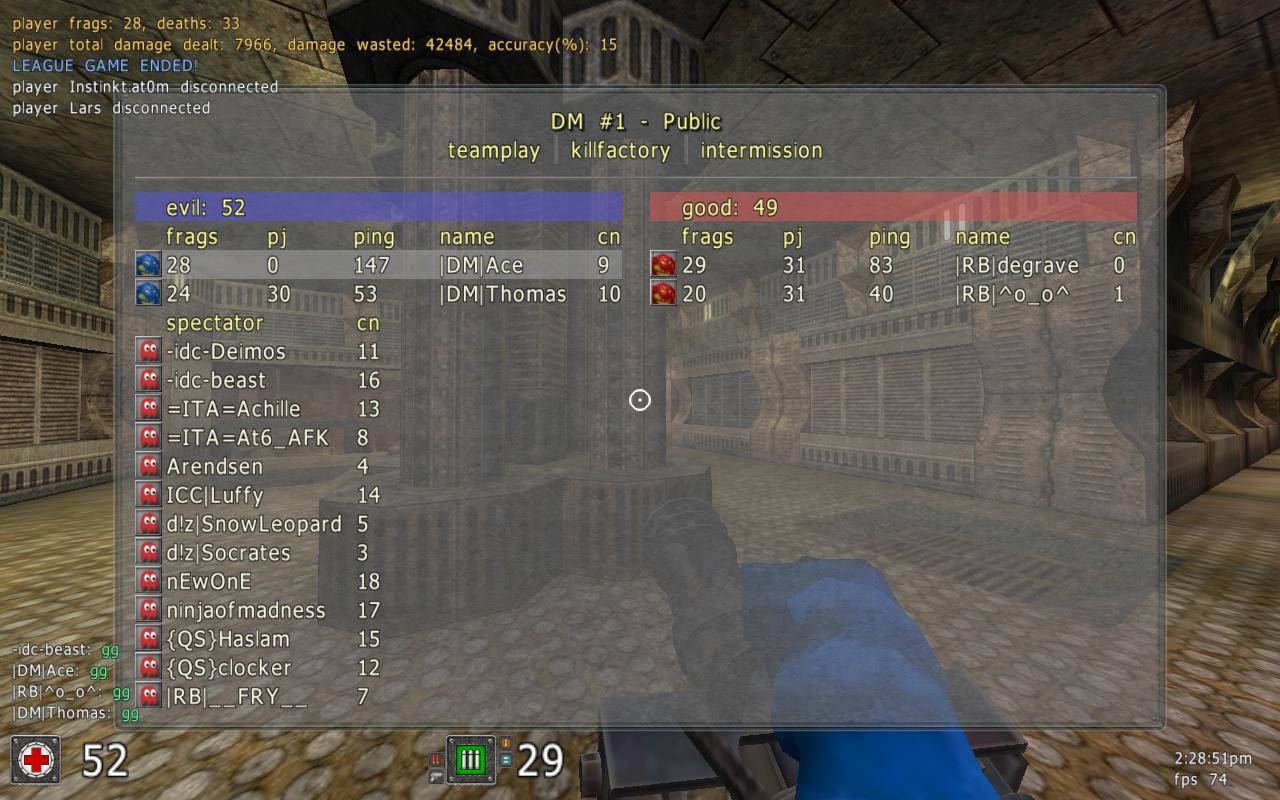 player frags: 28, deaths: 33
player total damage dealt: 7966, damage wasted: 42484, accuracy(%): 15
LEAGUE GAME ENDED!
player Instinkt.at0m disconnected
player Lars disconnected
DM #1 - Public
teamplay killfactory intermission
evil: 52
frags pj ping name cn
28 0 147 |DM|Ace 9
24 30 53 |DM|Thomas 10
good: 49
frags pj ping name cn
29 31 83 |RB|degrave 0
20 31 40 |RB|^o_o^ 1
spectator cn
-idc-Deimos 11
-idc-beast 16
=ITA=Achille 13
=ITA=At6_AFK 8
Arendsen 4
ICC|Luffy 14
d!z|SnowLeopard 5
d!z|Socrates 3
nEwOnE 18
ninjaofmadness 17
{QS}Haslam 15
{QS}clocker 12
|RB|__FRY__ 7
-idc-beast: gg
|DM|Ace: gg
|RB|^o_o^: gg
|DM|Thomas: gg
52
29
2:28:51pm
fps 74